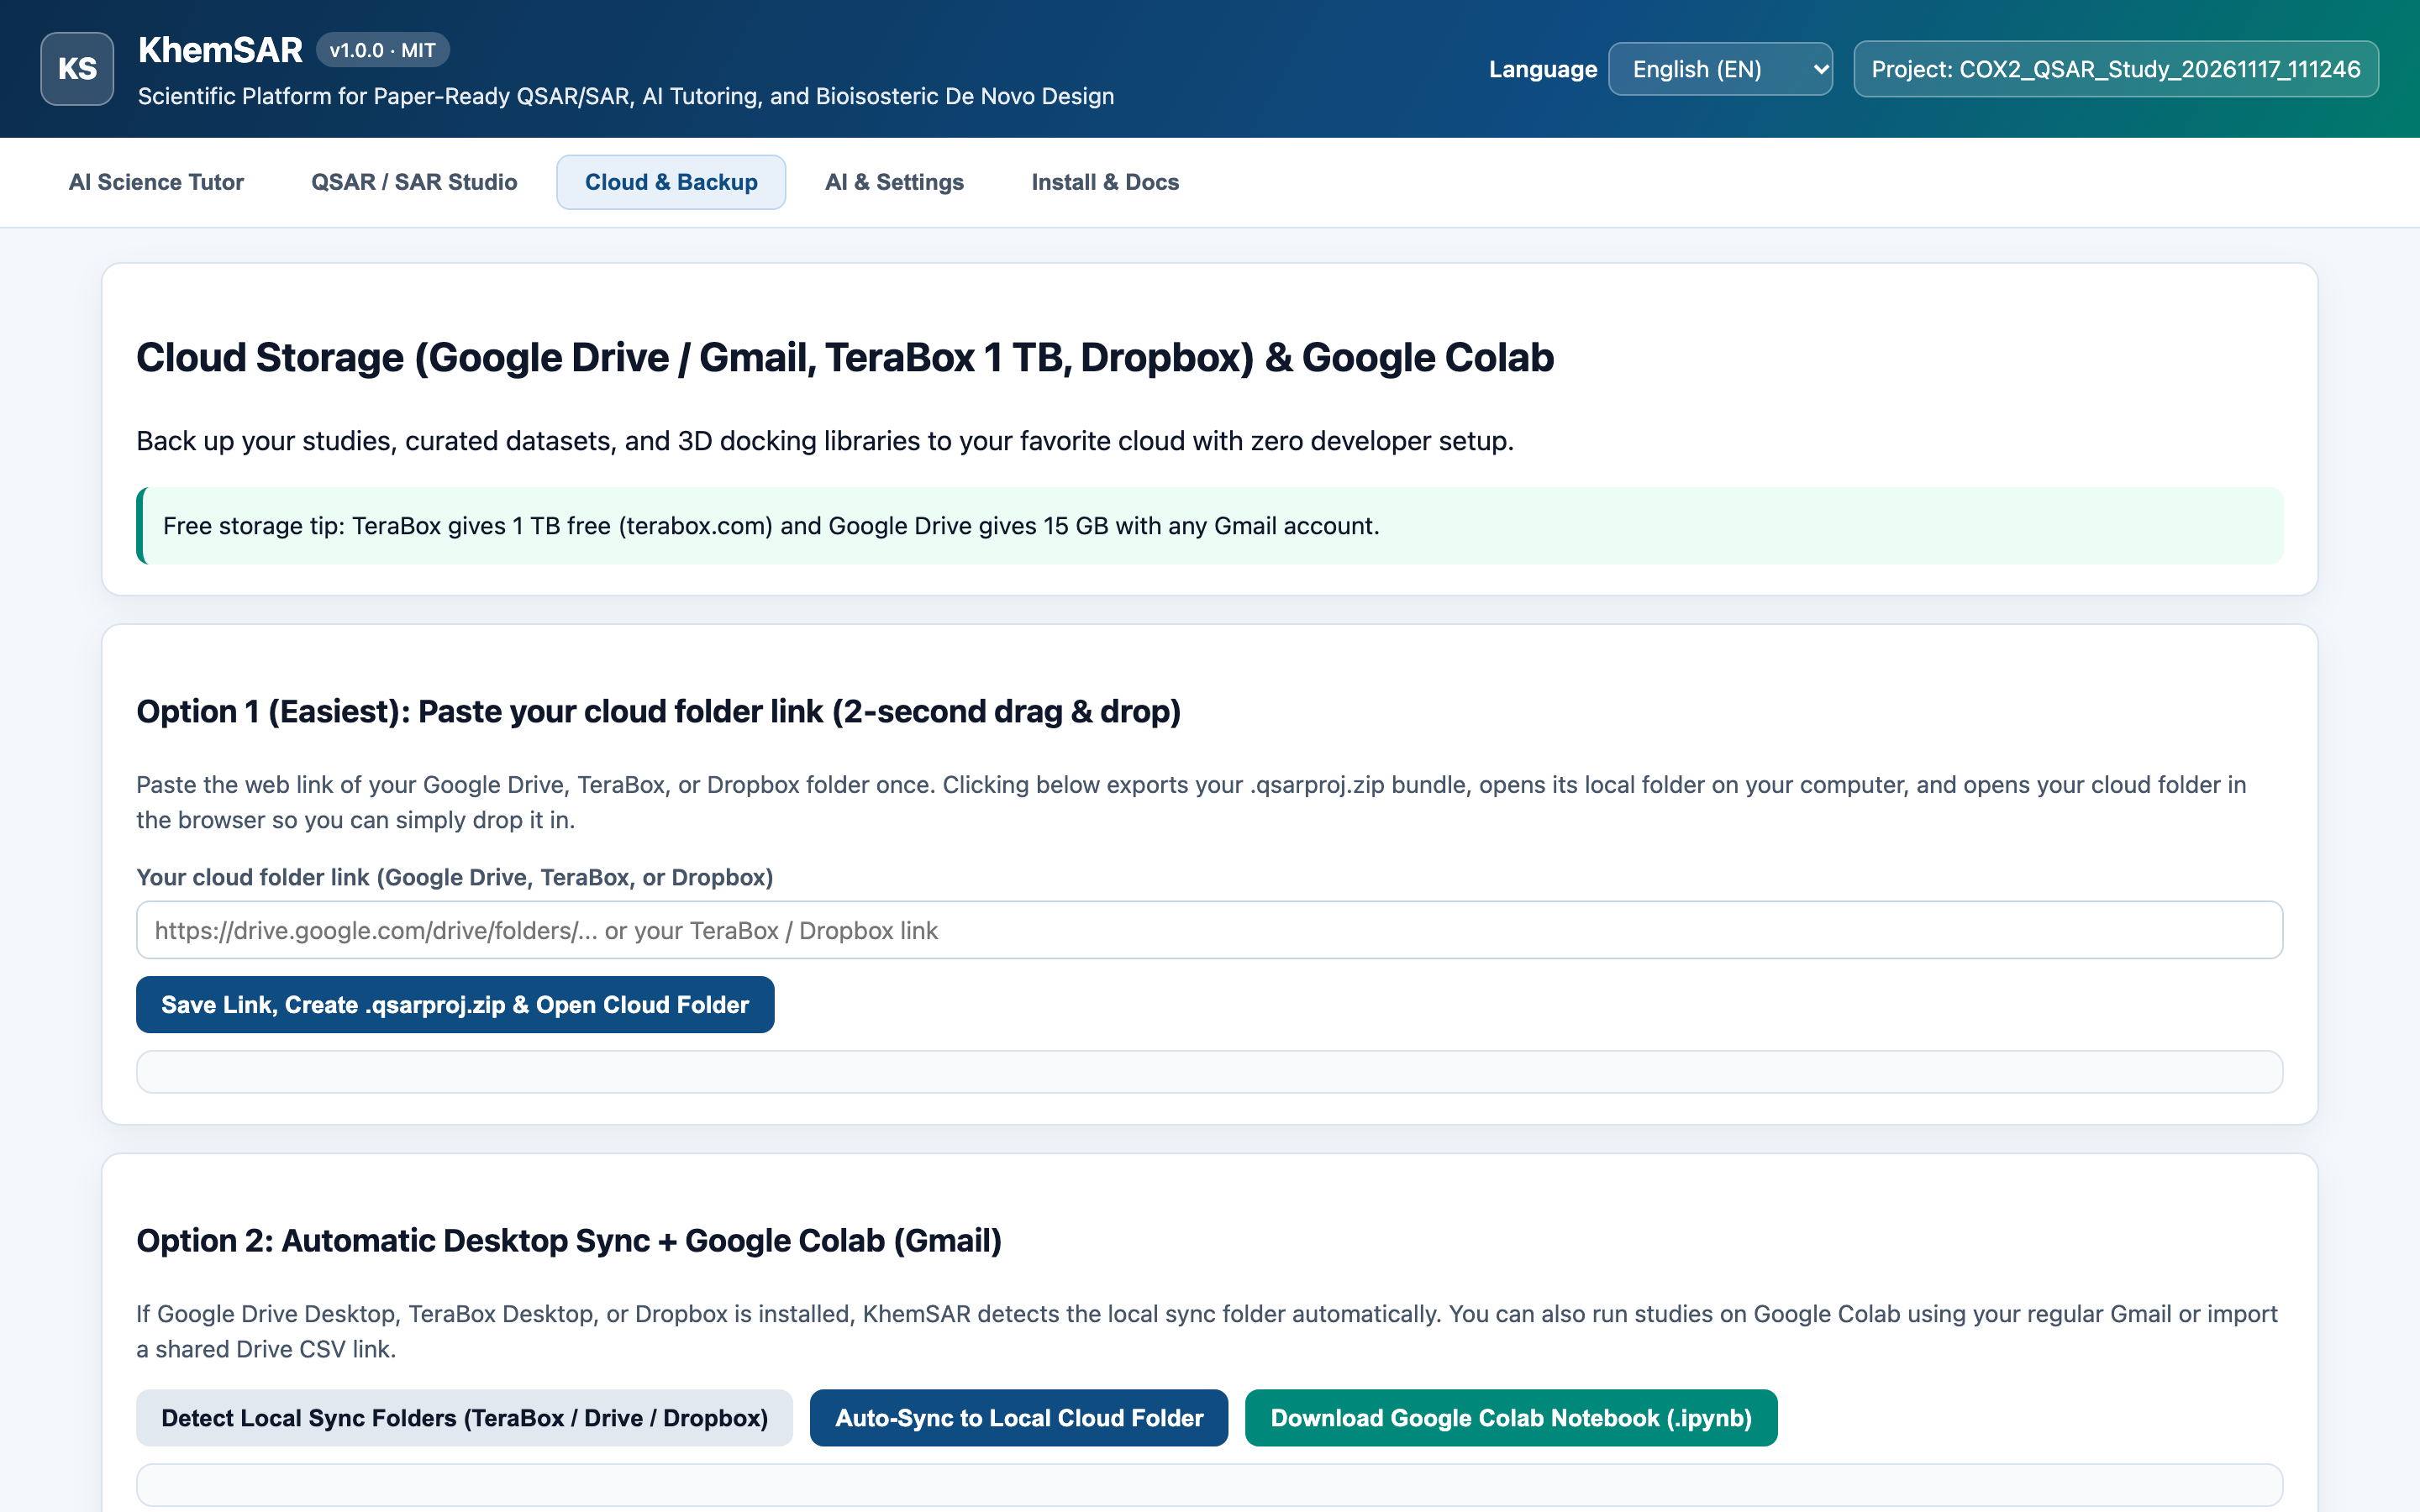 KS
KhemSAR
v1.0.0 · MIT
Scientific Platform for Paper-Ready QSAR/SAR, AI Tutoring, and Bioisosteric De Novo Design
Language
English (EN)
Project: COX2_QSAR_Study_20261117_111246
AI Science Tutor
QSAR / SAR Studio
Cloud & Backup
AI & Settings
Install & Docs
Cloud Storage (Google Drive / Gmail, TeraBox 1 TB, Dropbox) & Google Colab
Back up your studies, curated datasets, and 3D docking libraries to your favorite cloud with zero developer setup.
Free storage tip: TeraBox gives 1 TB free (terabox.com) and Google Drive gives 15 GB with any Gmail account.
Option 1 (Easiest): Paste your cloud folder link (2-second drag & drop)
Paste the web link of your Google Drive, TeraBox, or Dropbox folder once. Clicking below exports your .qsarproj.zip bundle, opens its local folder on your computer, and opens your cloud folder in
the browser so you can simply drop it in.
Your cloud folder link (Google Drive, TeraBox, or Dropbox)
https://drive.google.com/drive/folders/... or your TeraBox / Dropbox link
Save Link, Create .qsarproj.zip & Open Cloud Folder
Option 2: Automatic Desktop Sync + Google Colab (Gmail)
If Google Drive Desktop, TeraBox Desktop, or Dropbox is installed, KhemSAR detects the local sync folder automatically. You can also run studies on Google Colab using your regular Gmail or import
a shared Drive CSV link.
Detect Local Sync Folders (TeraBox / Drive / Dropbox)
Auto-Sync to Local Cloud Folder
Download Google Colab Notebook (.ipynb)